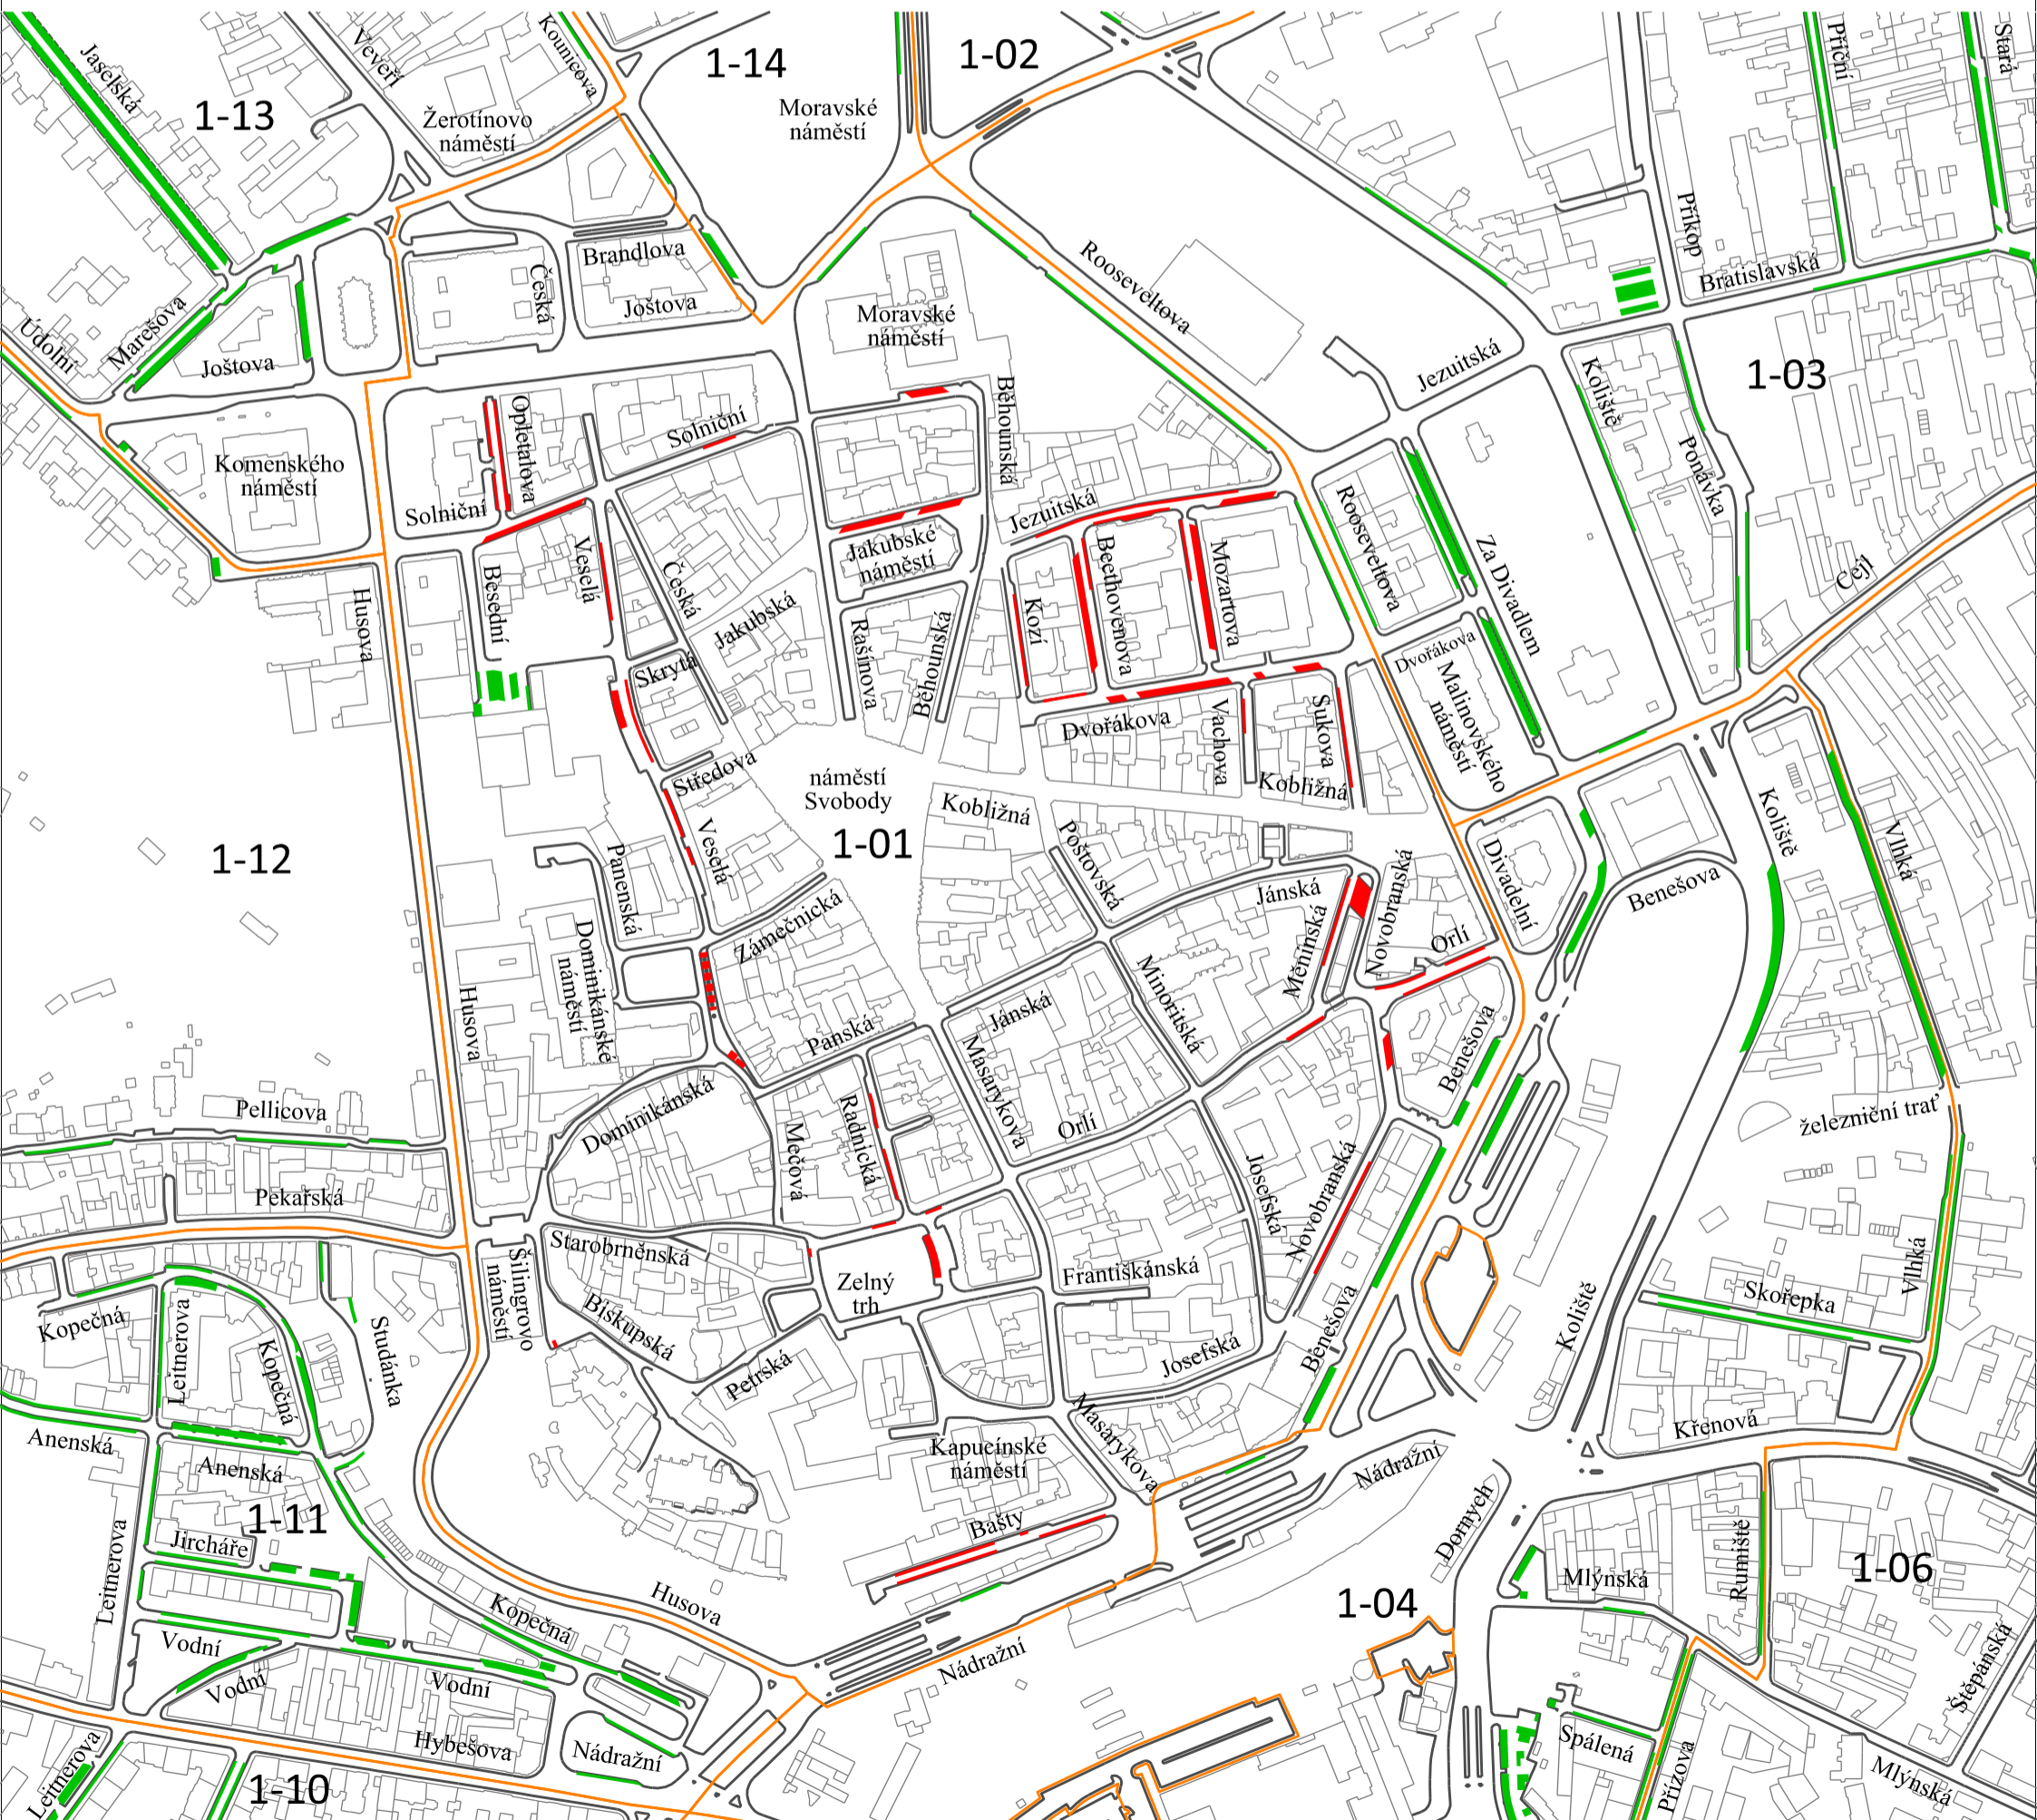 Jaselská
Veveří
Kounicova
1-14
1-02
Příční
Stará
1-13
Žerotínovo
náměstí
Moravské
náměstí
Příkop
Bratislavská
Brandlova
Česká
Joštova
Rooseveltova
Moravské
náměstí
Údolní
Marešova
Joštova
Jezuitská
Koliště
1-03
Opletalova
Solniční
Běhounská
Ponávka
Komenského
náměstí
Solniční
Jezuitská
Rooseveltova
Jakubské
náměstí
Za Divadlem
Cejl
Husova
Besední
Veselá
Česká
Jakubská
Rašínova
Běhounská
Kozí
Beethovenova
Mozartova
Skrytá
Dvořákova
Malinovského
náměstí
Dvořákova
Vachova
Sukova
Středova
náměstí
Svobody
Kobližná
Kobližná
1-01
1-12
Veselá
Panenská
Poštovská
Koliště
Vlhká
Divadelní
Benešova
Jánská
Novobranská
Měnínská
Orlí
Zámečnická
Dominikánské
náměstí
Husova
Minoritská
Jánská
Panská
Masarykova
Benešova
Pellicova
Dominikánská
Mečová
Radnická
Orlí
železniční trať
Josefská
Novobranská
Pekařská
Starobrněnská
Šilingrovo
náměstí
Zelný
trh
Františkánská
Biskupská
Vlhká
Skořepka
Koliště
Kopečná
Leitnerova
Kopečná
Studánka
Petrská
Josefská
Benešova
Masarykova
Křenová
Anenská
Anenská
Kapucínské
náměstí
Nádražní
Dornych
1-11
Bašty
Jircháře
Leitnerova
Rumiště
Mlýnská
1-06
1-04
Husova
Kopečná
Vodní
Vodní
Vodní
Nádražní
Štěpánská
Hybešova
Nádražní
Spálená
Přízova
Mlýnská
Leitnerova
1-10